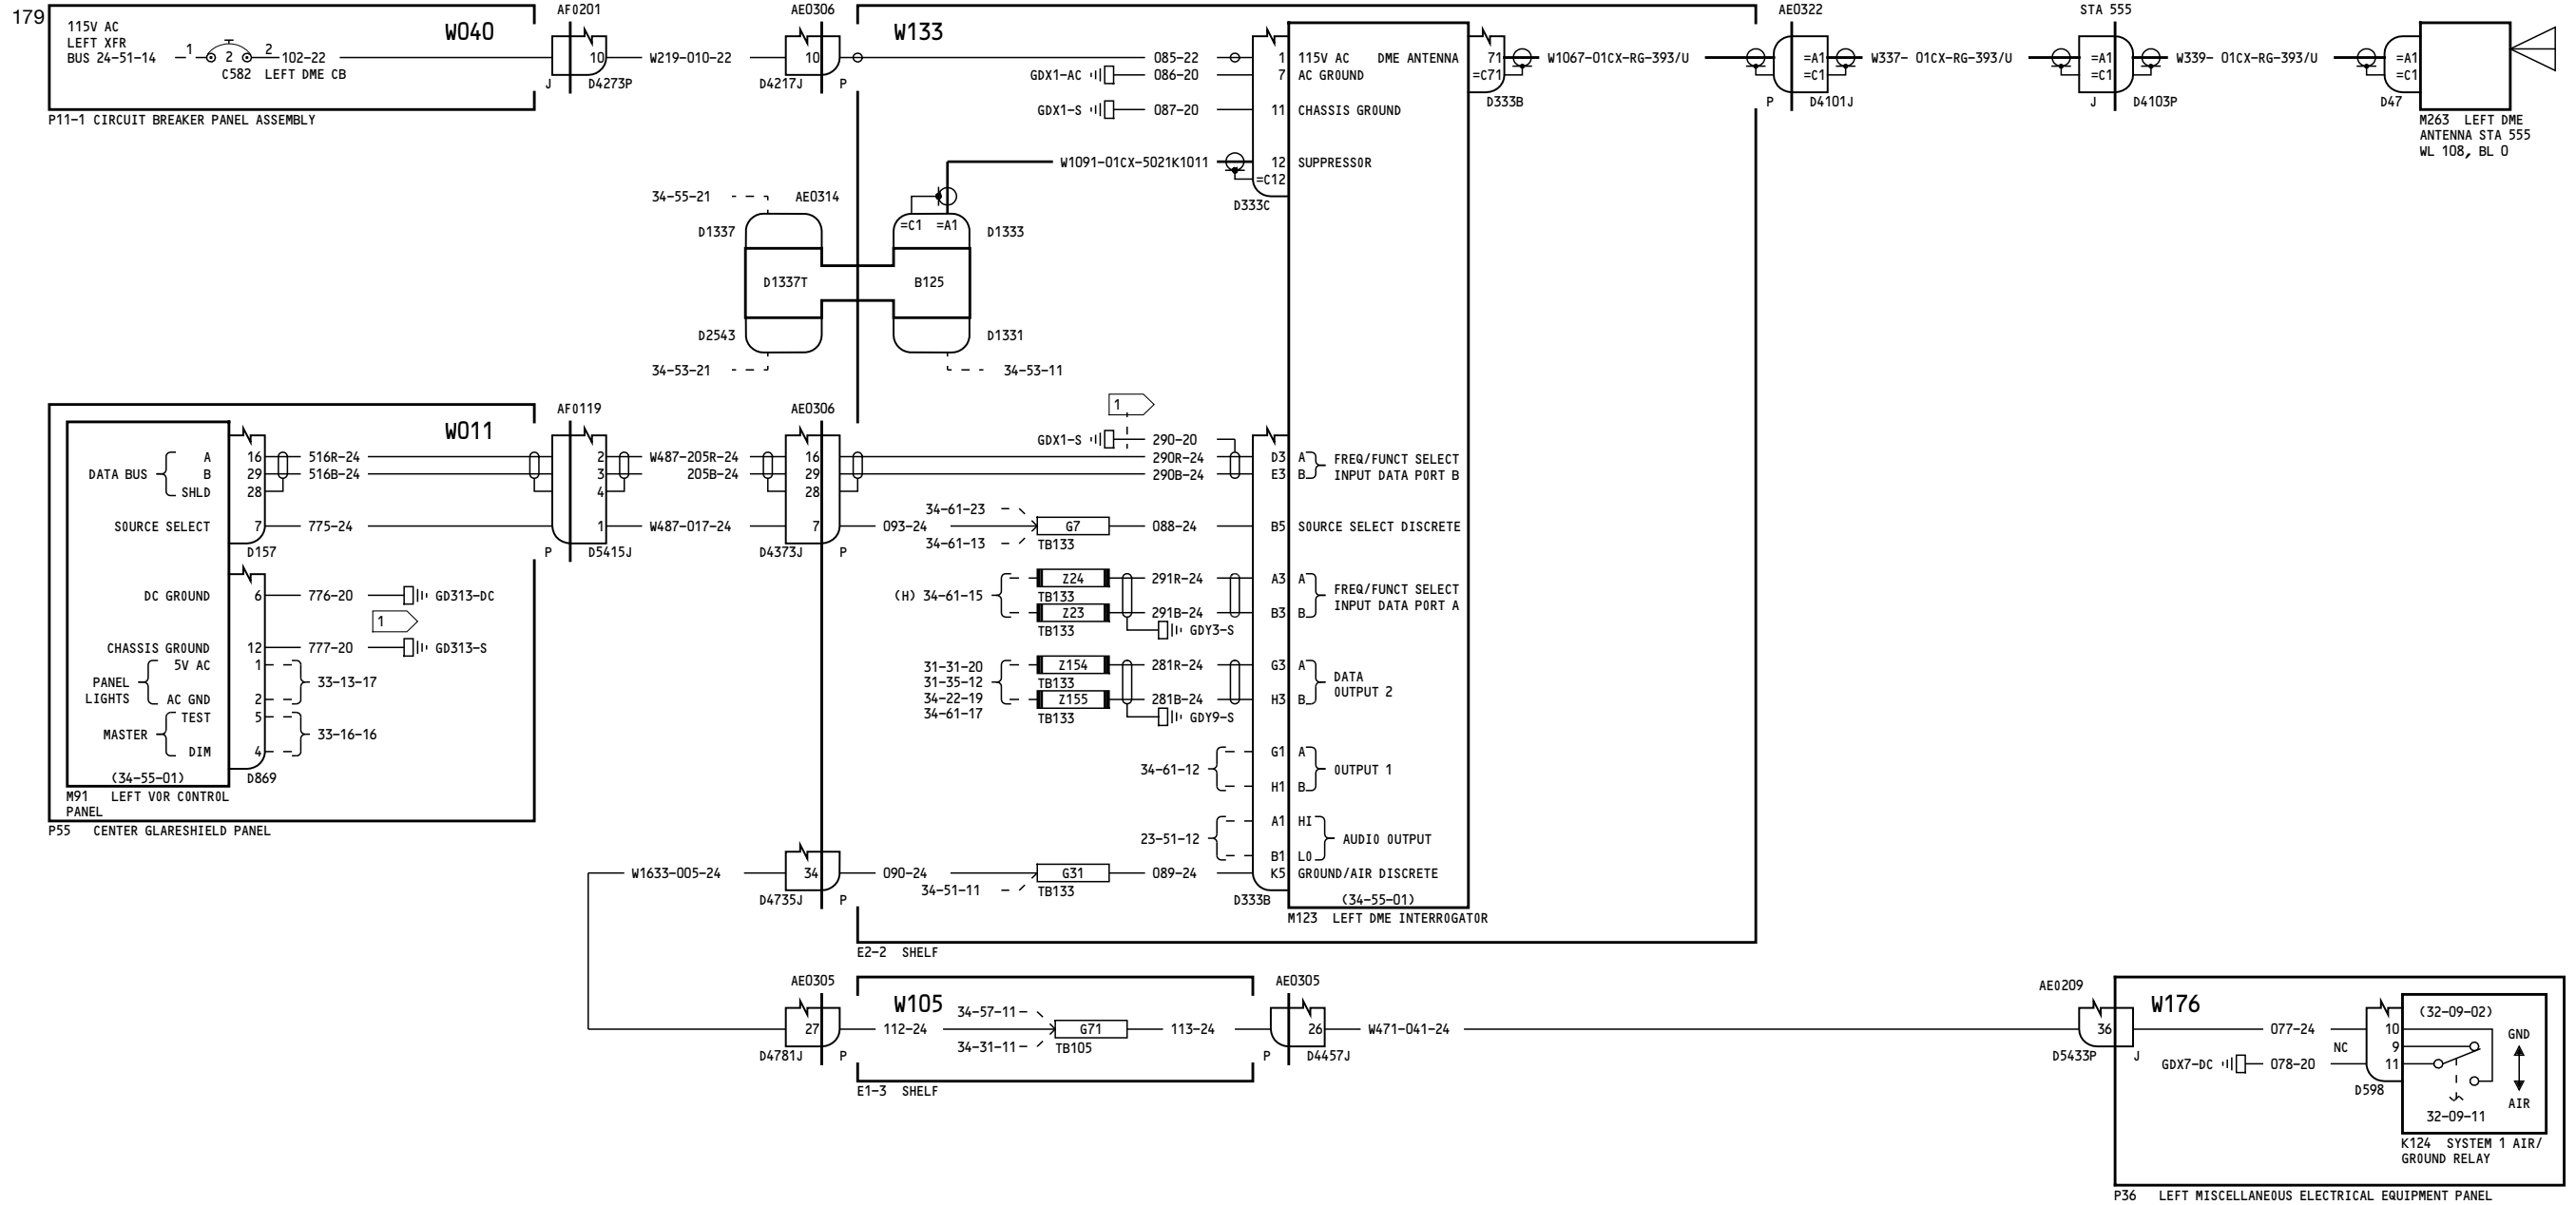 179
115V AC
LEFT XFR
BUS 24-51-14
1
2
2
102-22
C582 LEFT DME CB
W040
P11-1 CIRCUIT BREAKER PANEL ASSEMBLY
AF0201
10
J D4273P
W219-010-22
AE0306
10
D4217J P
W133
085-22
GDX1-AC 086-20
GDX1-S 087-20
W1091-01CX-5021K1011
1 115V AC
7 AC GROUND
11 CHASSIS GROUND
12 SUPPRESSOR
=C12
D333C
DME ANTENNA 71
=C71
D333B
W1067-01CX-RG-393/U
AE0322
=A1
=C1
P D4101J
W337- 01CX-RG-393/U
STA 555
=A1
=C1
J D4103P
W339- 01CX-RG-393/U
=A1
=C1
D47
M263 LEFT DME
ANTENNA STA 555
WL 108, BL 0
34-55-21
AE0314
D1337
D1337T
D2543
34-53-21
=C1 =A1
D1333
B125
D1331
34-53-11
W011
DATA BUS
A 16 516R-24
B 29 516B-24
SHLD 28
SOURCE SELECT 7 775-24
D157
DC GROUND 6 776-20 GD313-DC
1
CHASSIS GROUND 12 777-20 GD313-S
PANEL
LIGHTS
5V AC 1
AC GND 2
33-13-17
MASTER
TEST 5
DIM 4
33-16-16
(34-55-01)
D869
M91 LEFT VOR CONTROL
PANEL
P55 CENTER GLARESHIELD PANEL
AF0119
2 W487-205R-24
3 205B-24
4
1 W487-017-24
P D5415J
AE0306
16
29
28
7
D4373J P
1
GDX1-S 290-20
290R-24
290B-24
D3 A
E3 B
FREQ/FUNCT SELECT
INPUT DATA PORT B
34-61-23
093-24
34-61-13
G7
TB133
088-24
B5 SOURCE SELECT DISCRETE
(H) 34-61-15
Z24
TB133
Z23
TB133
291R-24
291B-24
GDY3-S
A3 A
B3 B
FREQ/FUNCT SELECT
INPUT DATA PORT A
31-31-20
31-35-12
34-22-19
34-61-17
Z154
TB133
Z155
TB133
281R-24
281B-24
GDY9-S
G3 A
H3 B
DATA
OUTPUT 2
34-61-12
G1 A
H1 B
OUTPUT 1
23-51-12
A1 HI
B1 LO
AUDIO OUTPUT
W1633-005-24
34
D4735J P
090-24
34-51-11
G31
TB133
089-24
K5 GROUND/AIR DISCRETE
D333B
(34-55-01)
M123 LEFT DME INTERROGATOR
E2-2 SHELF
AE0305
27
D4781J P
W105
112-24
34-57-11
34-31-11
G71
TB105
113-24
E1-3 SHELF
AE0305
26
P D4457J
W471-041-24
AE0209
36
D5433P J
W176
077-24
NC
GDX7-DC 078-20
10
9
11
D598
(32-09-02)
GND
AIR
32-09-11
K124 SYSTEM 1 AIR/
GROUND RELAY
P36 LEFT MISCELLANEOUS ELECTRICAL EQUIPMENT PANEL